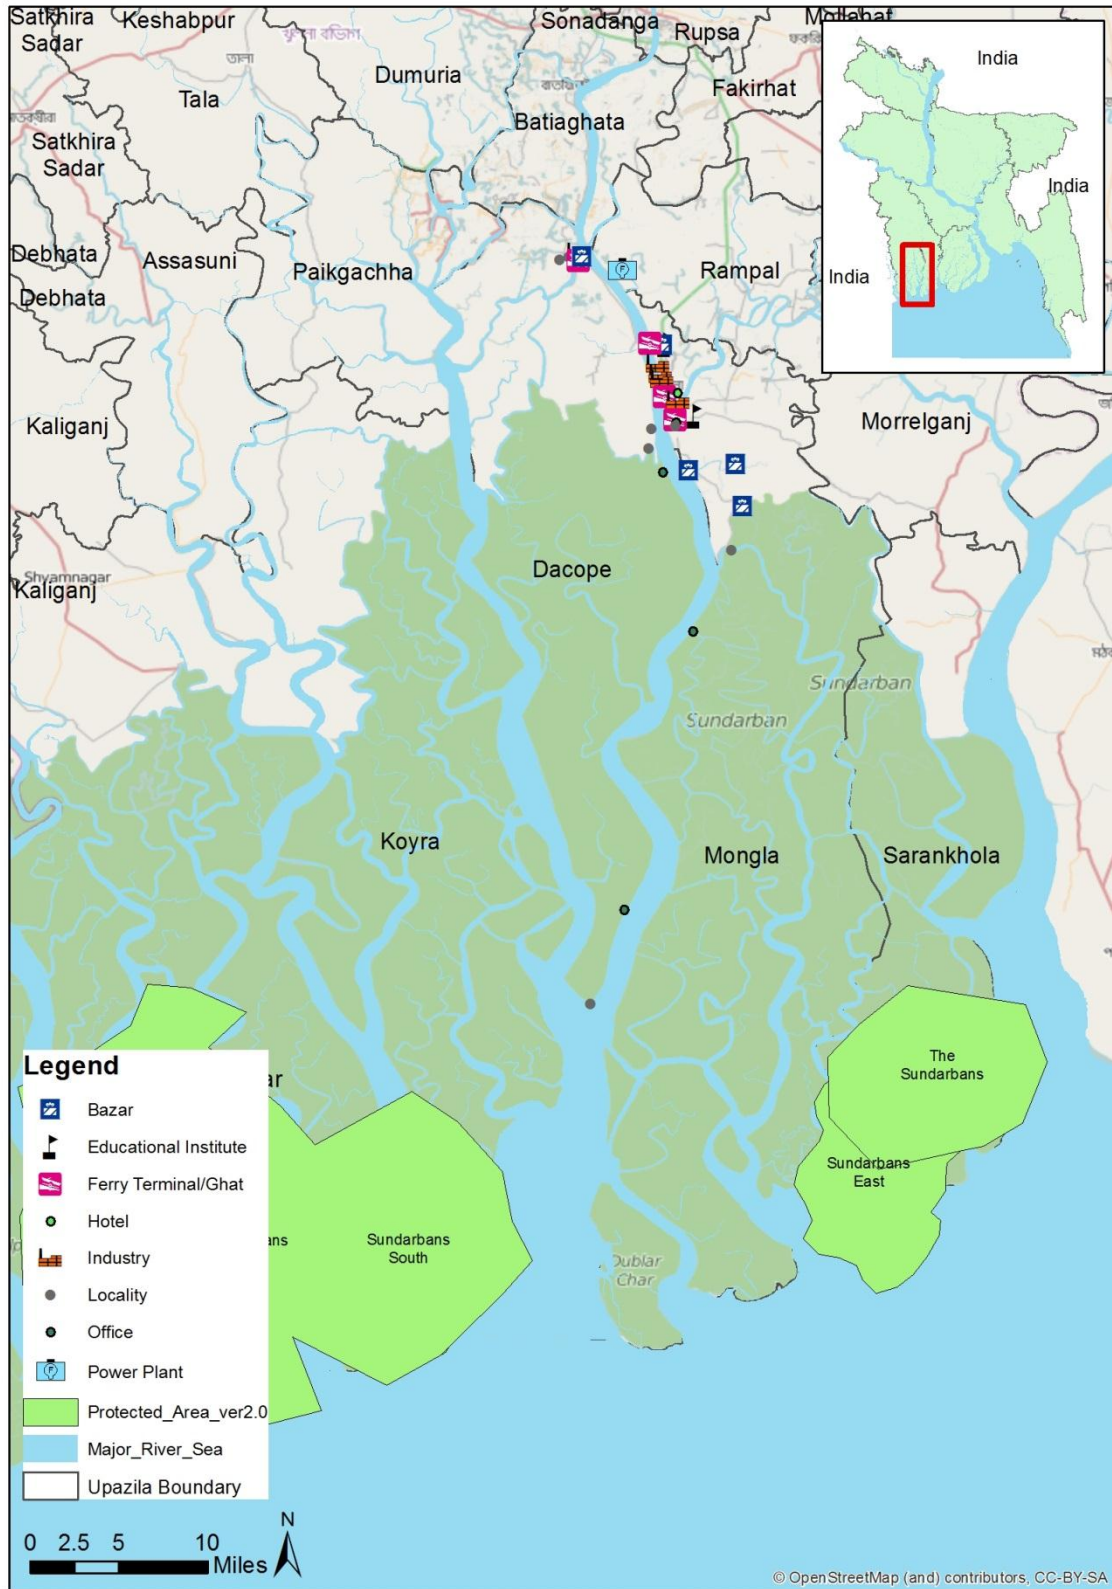 Satkhira
Sadar
Keshabpur
Sonadanga
Mollahat
Rupsa
India
তালা
Dumuria
Tala
Fakirhat
Batiaghata
Satkhira
Sadar
India
Debhata
Assasuni
Paikgachha
Rampal
India
Debhata
Kaliganj
Morrelganj
Dacope
Shyamnagar
Kaliganj
Sundarban
Sundarban
Koyra
Mongla
Sarankhola
The
Sundarbans
Sundarbans
East
Sundarbans
South
Dublar
Char
ar
ans
Legend
Bazar
Educational Institute
Ferry Terminal/Ghat
Hotel
Industry
Locality
Office
Power Plant
Protected_Area_ver2.0
Major_River_Sea
Upazila Boundary
N
0 2.5 5 10
Miles
© OpenStreetMap (and) contributors, CC-BY-SA